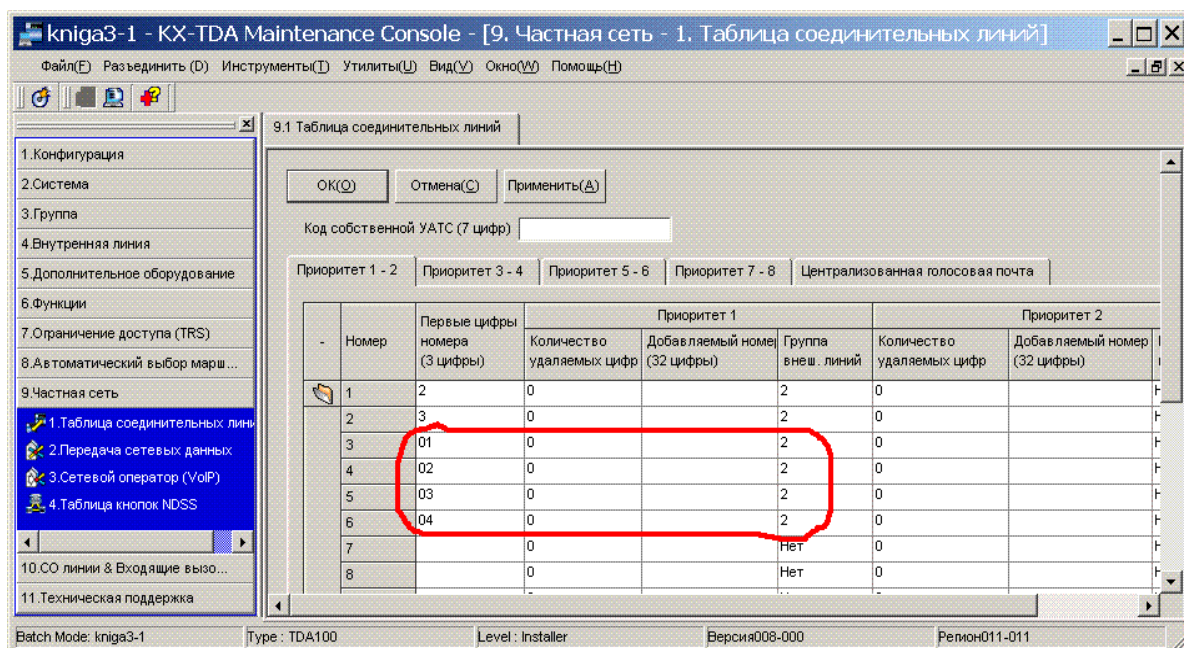 kniga3-1 - KX-TDA Maintenance Console - [9. Частная сеть - 1. Таблица соединительных линий]
Файл(F) Разъединить (D) Инструменты(T) Утилиты(U) Вид(V) Окно(W) Помощь(H)
9.1 Таблица соединительных линий
1.Конфигурация
2.Система
3.Группа
4.Внутренняя линия
5.Дополнительное оборудование
6.Функции
7.Ограничение доступа (TRS)
8.Автоматический выбор марш...
9.Частная сеть
1.Таблица соединительных лини
2.Передача сетевых данных
3.Сетевой оператор (VoIP)
4.Таблица кнопок NDSS
10.CO линии & Входящие вызо...
11.Техническая поддержка
OK(O) Отмена(C) Применить(A)
Код собственной УАТС (7 цифр)
Приоритет 1 - 2 Приоритет 3 - 4 Приоритет 5 - 6 Приоритет 7 - 8 Централизованная голосовая почта
Приоритет 1 Приоритет 2
- Номер Первые цифры номера (3 цифры) Количество удаляемых цифр Добавляемый номер (32 цифры) Группа внеш. линий Количество удаляемых цифр Добавляемый номер (32 цифры)
1 2 0 2 0
2 3 0 2 0
3 01 0 2 0
4 02 0 2 0
5 03 0 2 0
6 04 0 2 0
7 0 Нет 0
8 0 Нет 0
Batch Mode: kniga3-1 Type : TDA100 Level : Installer Версия008-000 Регион011-011